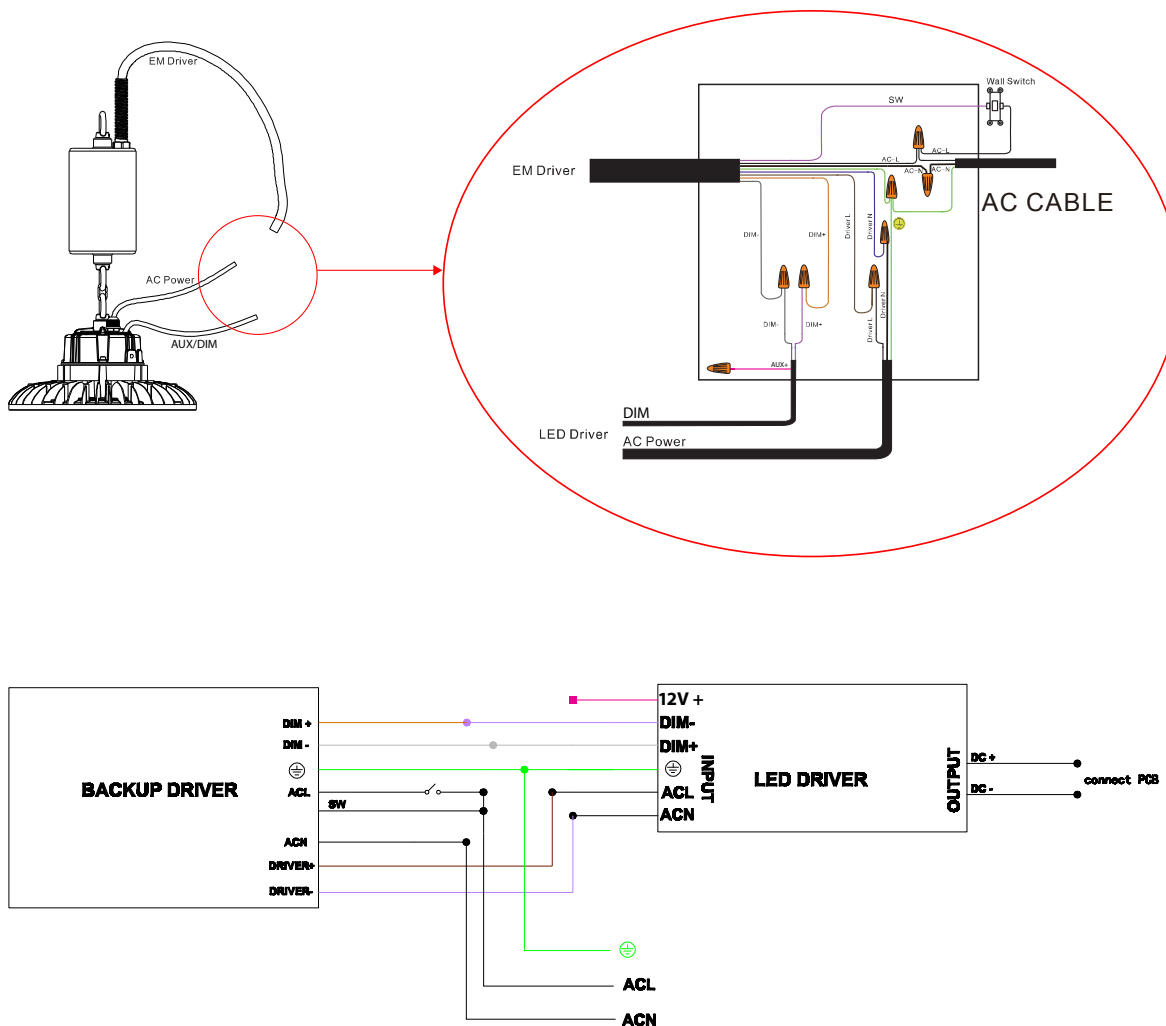 EM Driver
AC Power
AUX/DIM
Wall Switch
SW
AC-L
AC-L
AC-N
AC-N
EM Driver
AC CABLE
DIM-
DIM+
Driver L
Driver N
DIM-
DIM+
Driver L
Driver N
AUX+
DIM
LED Driver
AC Power
BACKUP DRIVER
DIM +
DIM -
ACL
SW
ACN
DRIVER+
DRIVER-
12V +
DIM-
DIM+
ACL
ACN
INPUT
LED DRIVER
OUTPUT
DC +
DC -
connect PCB
ACL
ACN